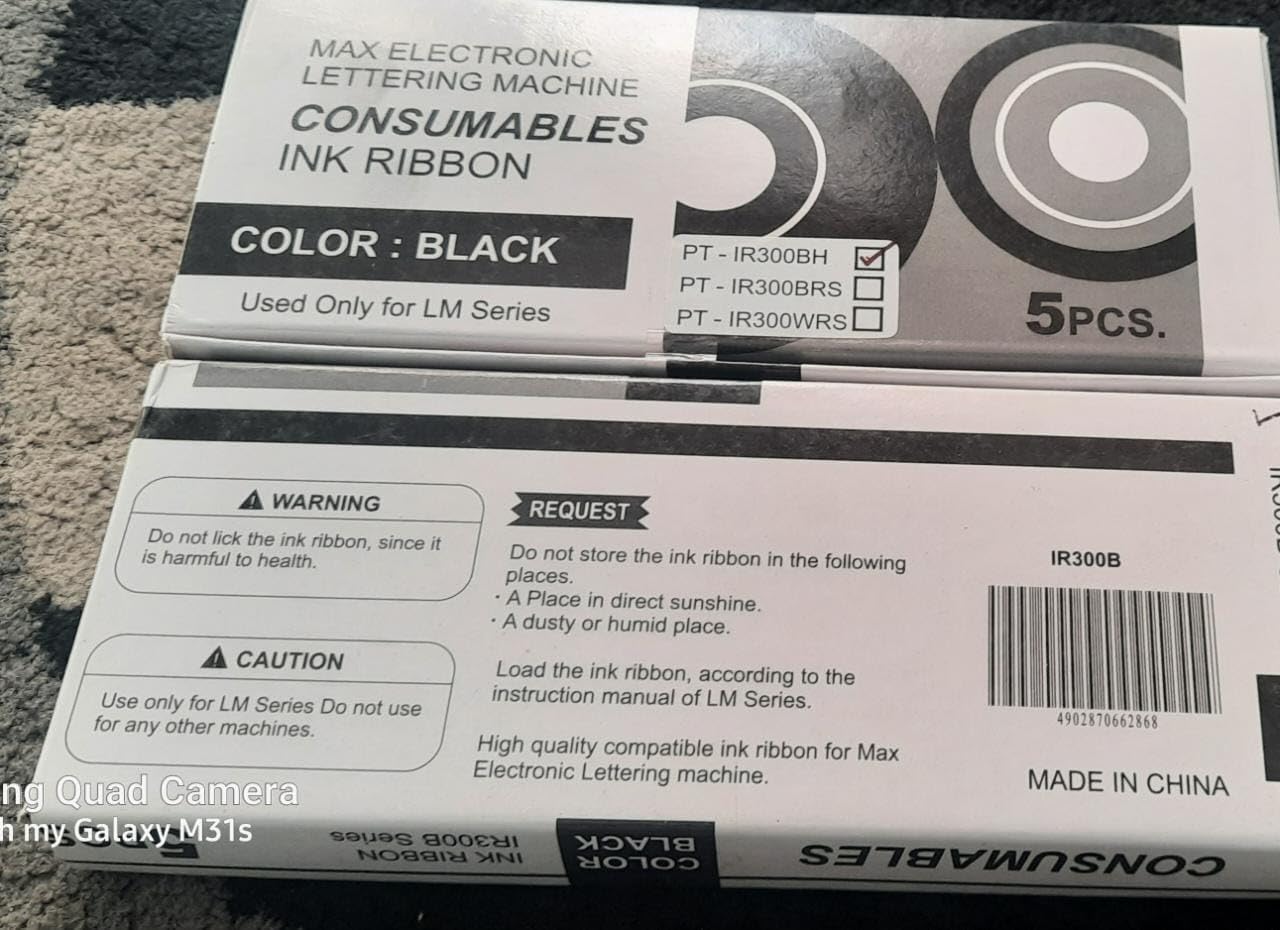 MAX ELECTRONIC
LETTERING MACHINE
CONSUMABLES
INK RIBBON
COLOR : BLACK
Used Only for LM Series
PT - IR300BH
PT - IR300BRS
PT - IR300WRS
5PCS.
WARNING
Do not lick the ink ribbon, since it
is harmful to health.
CAUTION
Use only for LM Series Do not use
for any other machines.
REQUEST
Do not store the ink ribbon in the following
places.
· A Place in direct sunshine.
· A dusty or humid place.
Load the ink ribbon, according to the
instruction manual of LM Series.
High quality compatible ink ribbon for Max
Electronic Lettering machine.
IR300B
4902870662868
MADE IN CHINA
CONSUMABLES
COLOR
BLACK
INK RIBBON
IR300B Series
ng Quad Camera
h my Galaxy M31s